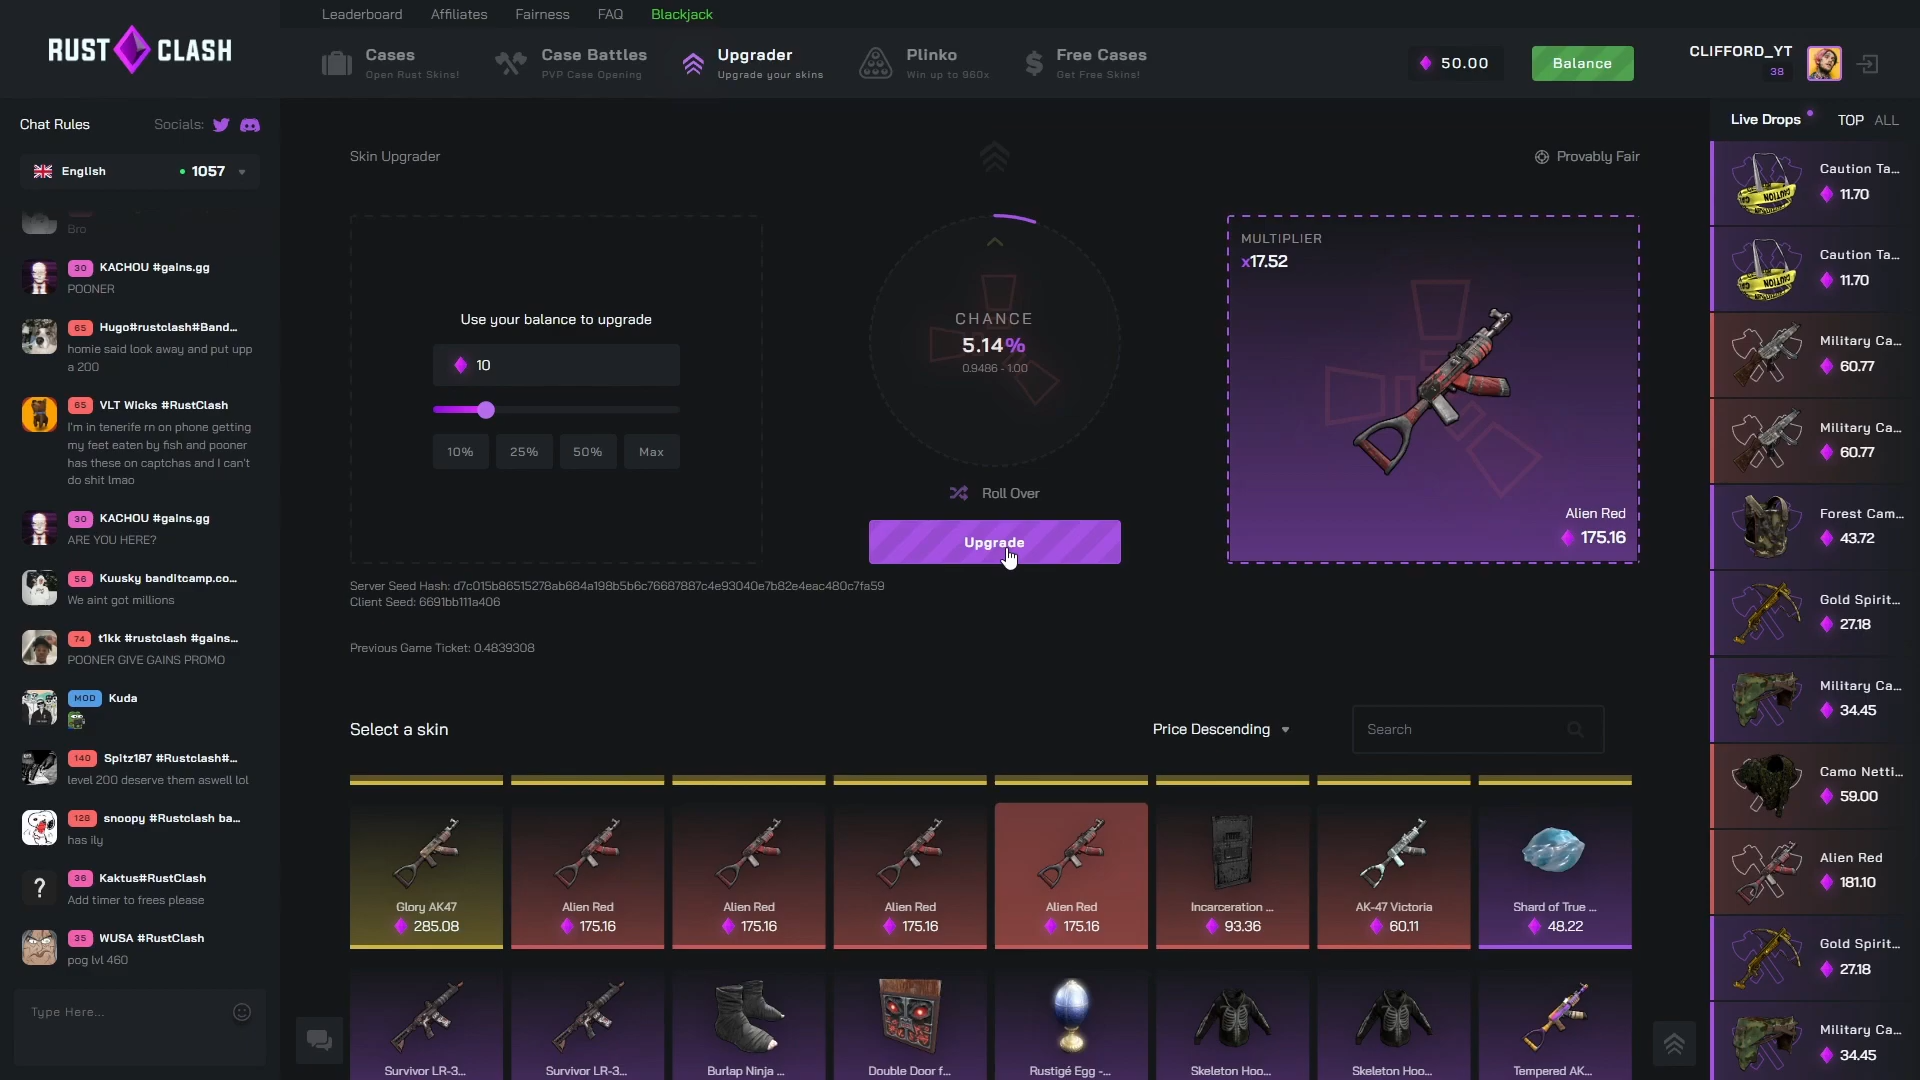 Leaderboard
Affiliates
Fairness
FAQ
Blackjack
RUST CLASH
Cases
Open Rust Skins!
Case Battles
PVP Case Opening
Upgrader
Upgrade your skins
Plinko
Win up to 960x
Free Cases
Get Free Skins!
50.00
Balance
CLIFFORD_YT
38
Chat Rules
Socials:
English
1057
Bro
30 KACHOU #gains.gg
POONER
65 Hugo#rustclash#Band...
homie said look away and put upp
a 200
65 VLT Wicks #RustClash
I'm in tenerife rn on phone getting
my feet eaten by fish and pooner
has these on captchas and I can't
do shit lmao
30 KACHOU #gains.gg
ARE YOU HERE?
56 Kuusky banditcamp.co...
We aint got millions
74 t1kk #rustclash #gains...
POONER GIVE GAINS PROMO
MOD Kuda
140 Spitz187 #Rustclash#...
level 200 deserve them aswell lol
128 snoopy #Rustclash ba...
has ily
36 Kaktus#RustClash
Add timer to frees please
35 WUSA #RustClash
pog lvl 460
Type Here...
Skin Upgrader
Provably Fair
Use your balance to upgrade
10
10%
25%
50%
Max
CHANCE
5.14%
0.9486 - 1.00
Roll Over
Upgrade
MULTIPLIER
x17.52
Alien Red
175.16
Server Seed Hash: d7c015b86515278ab684a198b5b6c76687887c4e93040e7b82e4eac480c7fa59
Client Seed: 6691bb111a406
Previous Game Ticket: 0.4839308
Select a skin
Price Descending
Search
Glory AK47
285.08
Alien Red
175.16
Alien Red
175.16
Alien Red
175.16
Alien Red
175.16
Incarceration ...
93.36
AK-47 Victoria
60.11
Shard of True ...
48.22
Survivor LR-3...
Survivor LR-3...
Burlap Ninja ...
Double Door f...
Rustigé Egg -...
Skeleton Hoo...
Skeleton Hoo...
Tempered AK...
Live Drops
TOP
ALL
Caution Ta...
11.70
Caution Ta...
11.70
Military Ca...
60.77
Military Ca...
60.77
Forest Cam...
43.72
Gold Spirit...
27.18
Military Ca...
34.45
Camo Netti...
59.00
Alien Red
181.10
Gold Spirit...
27.18
Military Ca...
34.45